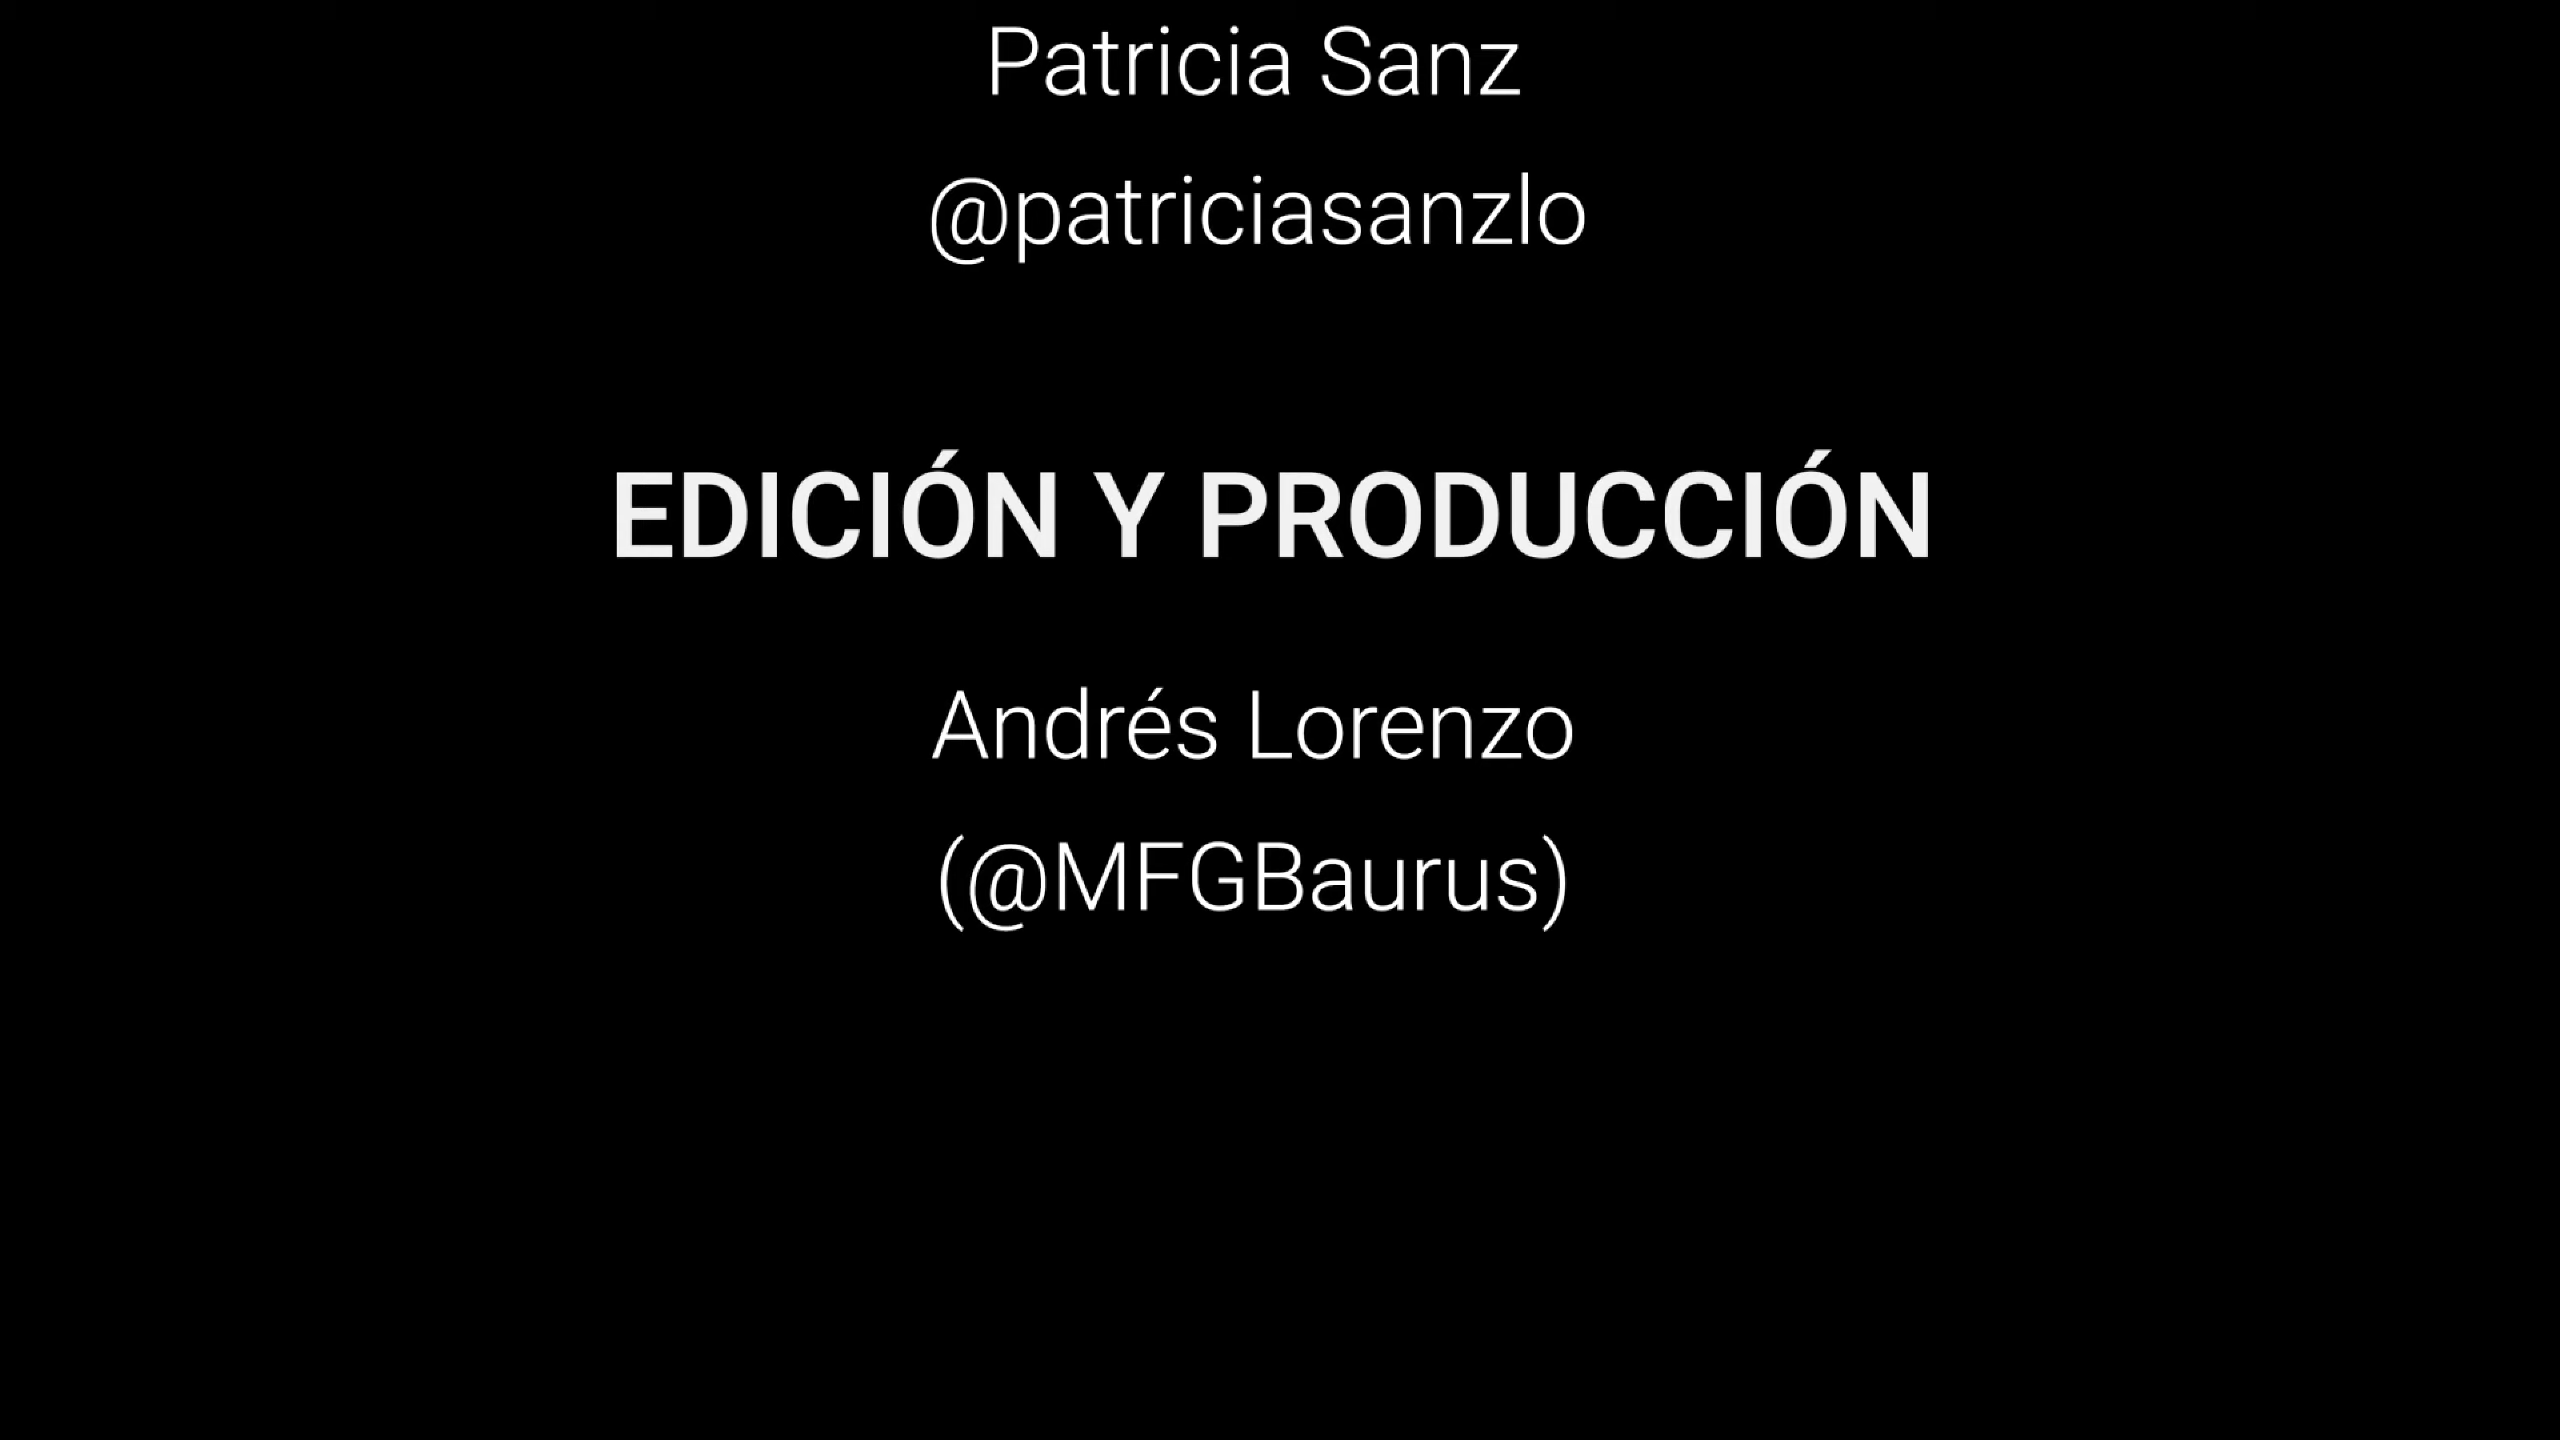 Patricia Sanz
@patriciasanzlo
EDICIÓN Y PRODUCCIÓN
Andrés Lorenzo
(@MFGBaurus)